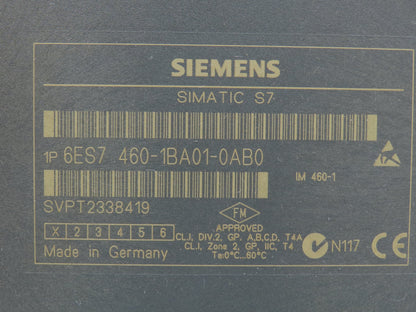 SIEMENS
SIMATIC S7
1P 6ES7 460-1BA01-0AB0
IM 460-1
SVPT2338419
FM
APPROVED
X 2 3 4 5 6
CL.I, DIV.2, GP. A,B,C,D, T4A
CL.I, Zone 2, GP. IIC, T4
Ta:0°C...60°C
Made in Germany
N117 CE